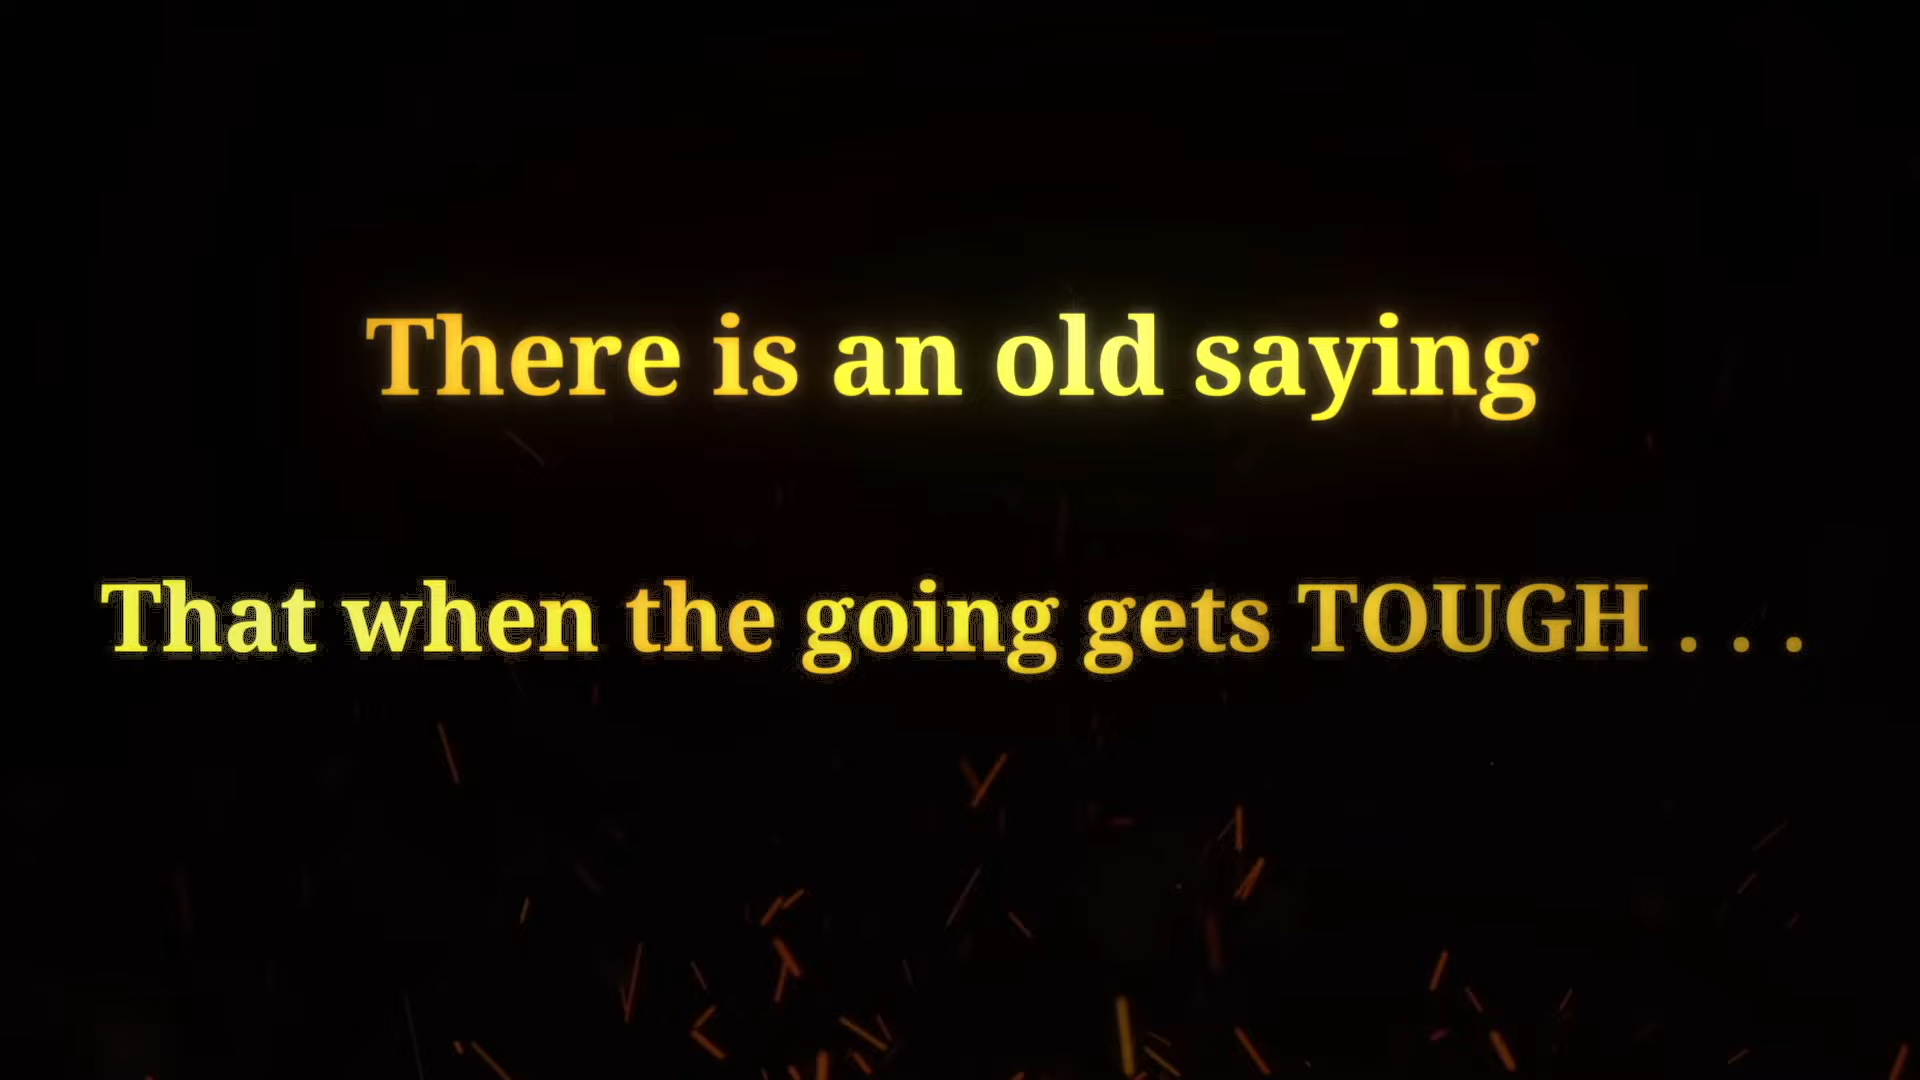 There is an old saying
That when the going gets TOUGH . . .